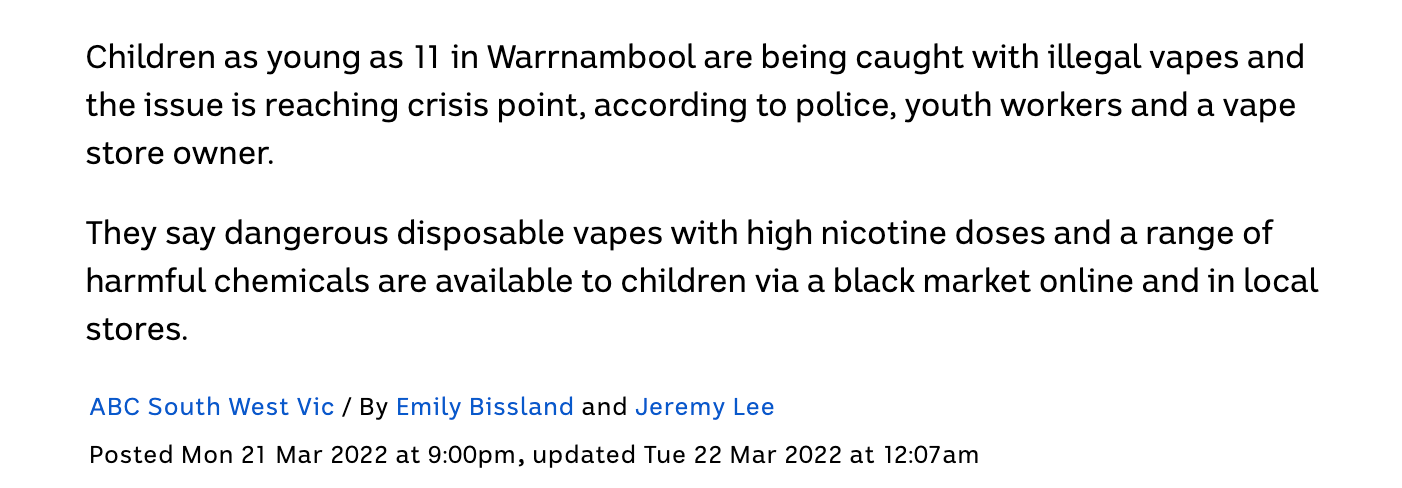 Children as young as 11 in Warrnambool are being caught with illegal vapes and
the issue is reaching crisis point, according to police, youth workers and a vape
store owner.
They say dangerous disposable vapes with high nicotine doses and a range of
harmful chemicals are available to children via a black market online and in local
stores.
ABC South West Vic / By Emily Bissland and Jeremy Lee
Posted Mon 21 Mar 2022 at 9:00pm, updated Tue 22 Mar 2022 at 12:07am